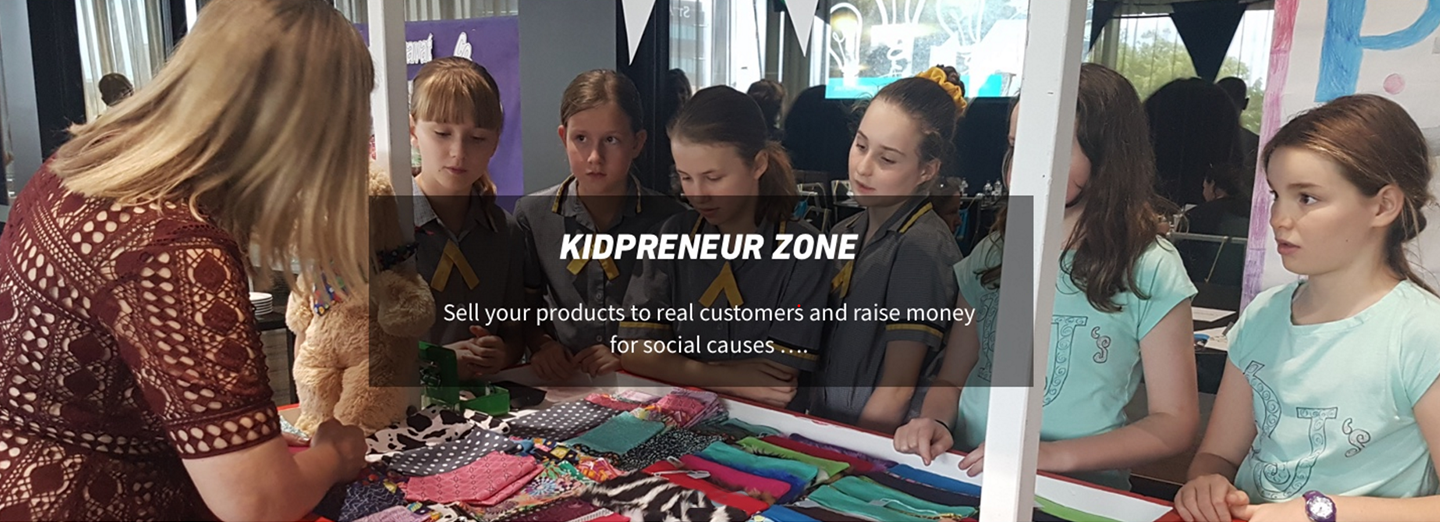 KIDPRENEUR ZONE
Sell your products to real customers and raise money
for social causes ....
J's
J's
P